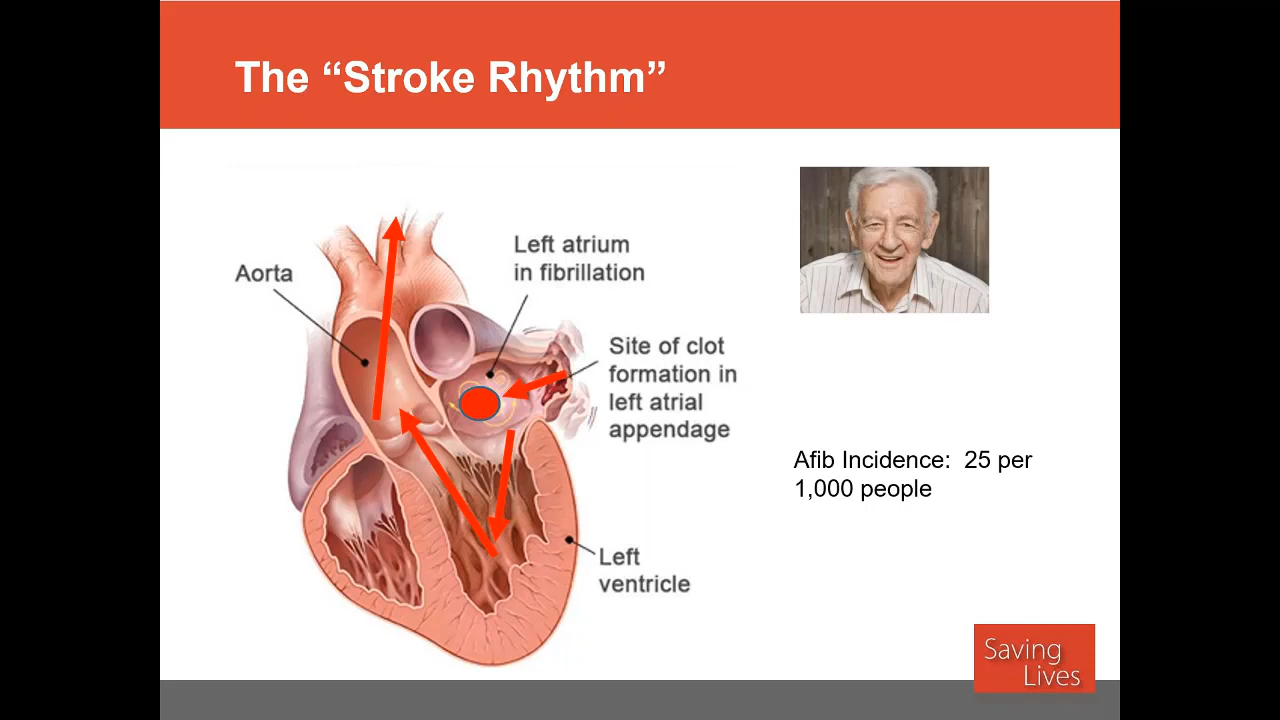 The “Stroke Rhythm”
Left atrium
in fibrillation
Aorta
Site of clot
formation in
left atrial
appendage
Afib Incidence:  25 per
1,000 people
Left
ventricle
Saving
Lives